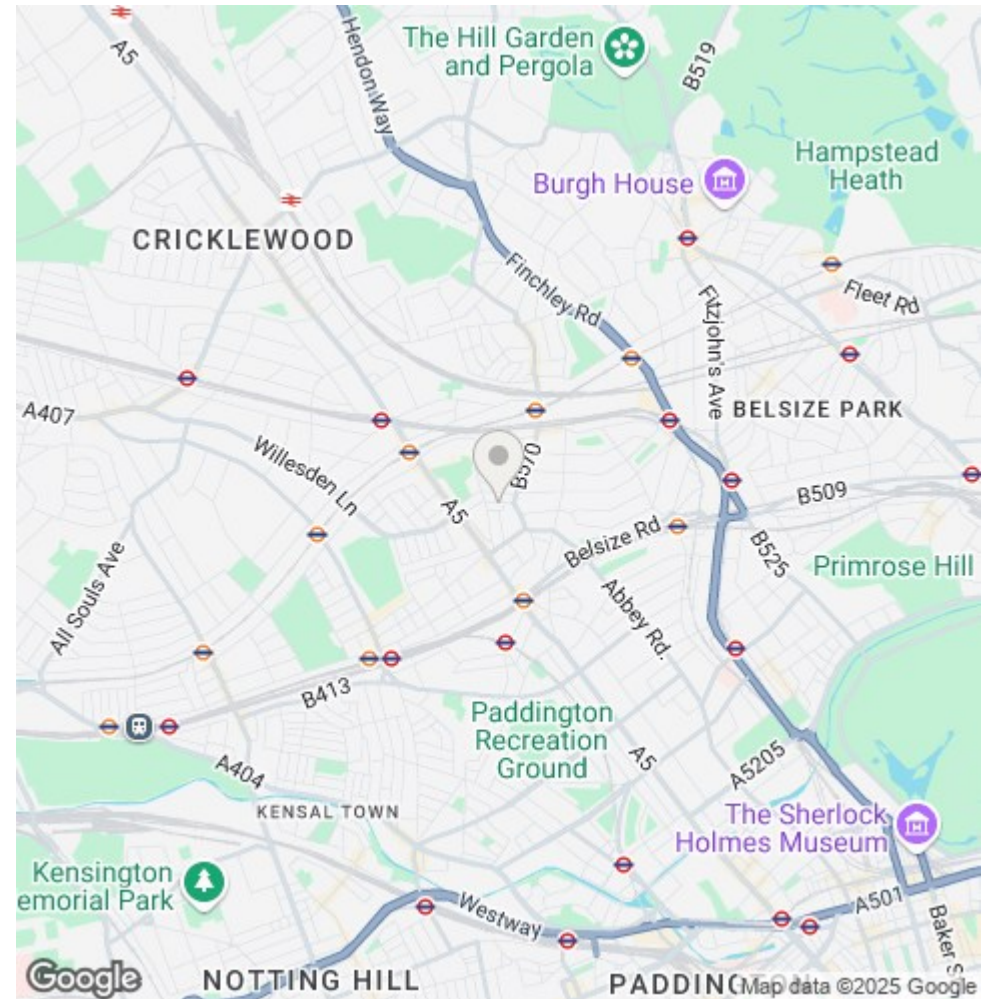 A5
Hendon Way
The Hill Garden
and Pergola
B519
Hampstead
Heath
Burgh House
CRICKLEWOOD
Finchley Rd
Fitzjohn's Ave
Fleet Rd
A407
BELSIZE PARK
Willesden Ln
B570
A5
B509
Belsize Rd
B525
Primrose Hill
All Souls Ave
Abbey Rd.
B413
Paddington
Recreation
Ground
A5
A5205
A404
KENSAL TOWN
The Sherlock
Holmes Museum
Kensington
emorial Park
Westway
A501
Baker S
Google
NOTTING HILL
PADDINGTON
Map data ©2025 Google